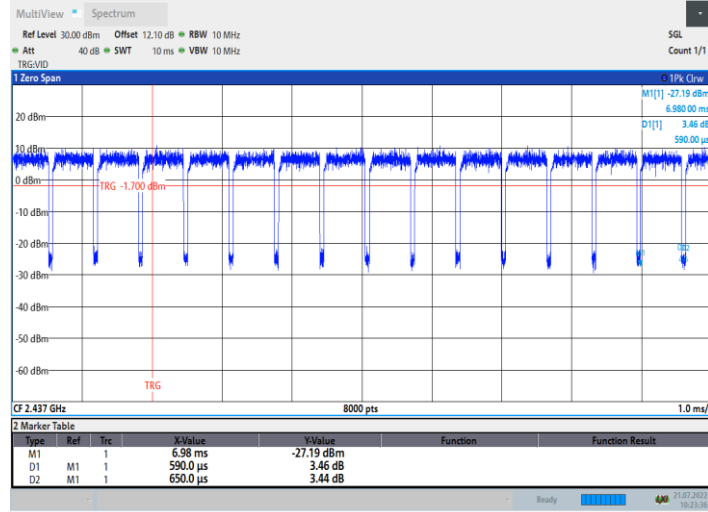 MultiView Spectrum
Ref Level 30.00 dBm Offset 12.10 dB RBW 10 MHz SGL
Att 40 dB SWT 10 ms VBW 10 MHz Count 1/1
TRG:VID
1 Zero Span 1Pk Clrw
M1[1] -27.19 dBm
6.980 00 ms
20 dBm
D1[1] 3.46 dB
590.00 µs
10 dBm
0 dBm
TRG -1.700 dBm
-10 dBm
-20 dBm
-30 dBm
-40 dBm
-50 dBm
-60 dBm
TRG
CF 2.437 GHz 8000 pts 1.0 ms/
2 Marker Table
Type Ref Trc X-Value Y-Value Function Function Result
M1 1 6.98 ms -27.19 dBm
D1 M1 1 590.0 µs 3.46 dB
D2 M1 1 650.0 µs 3.44 dB
Ready 21.07.2022
10:23:36